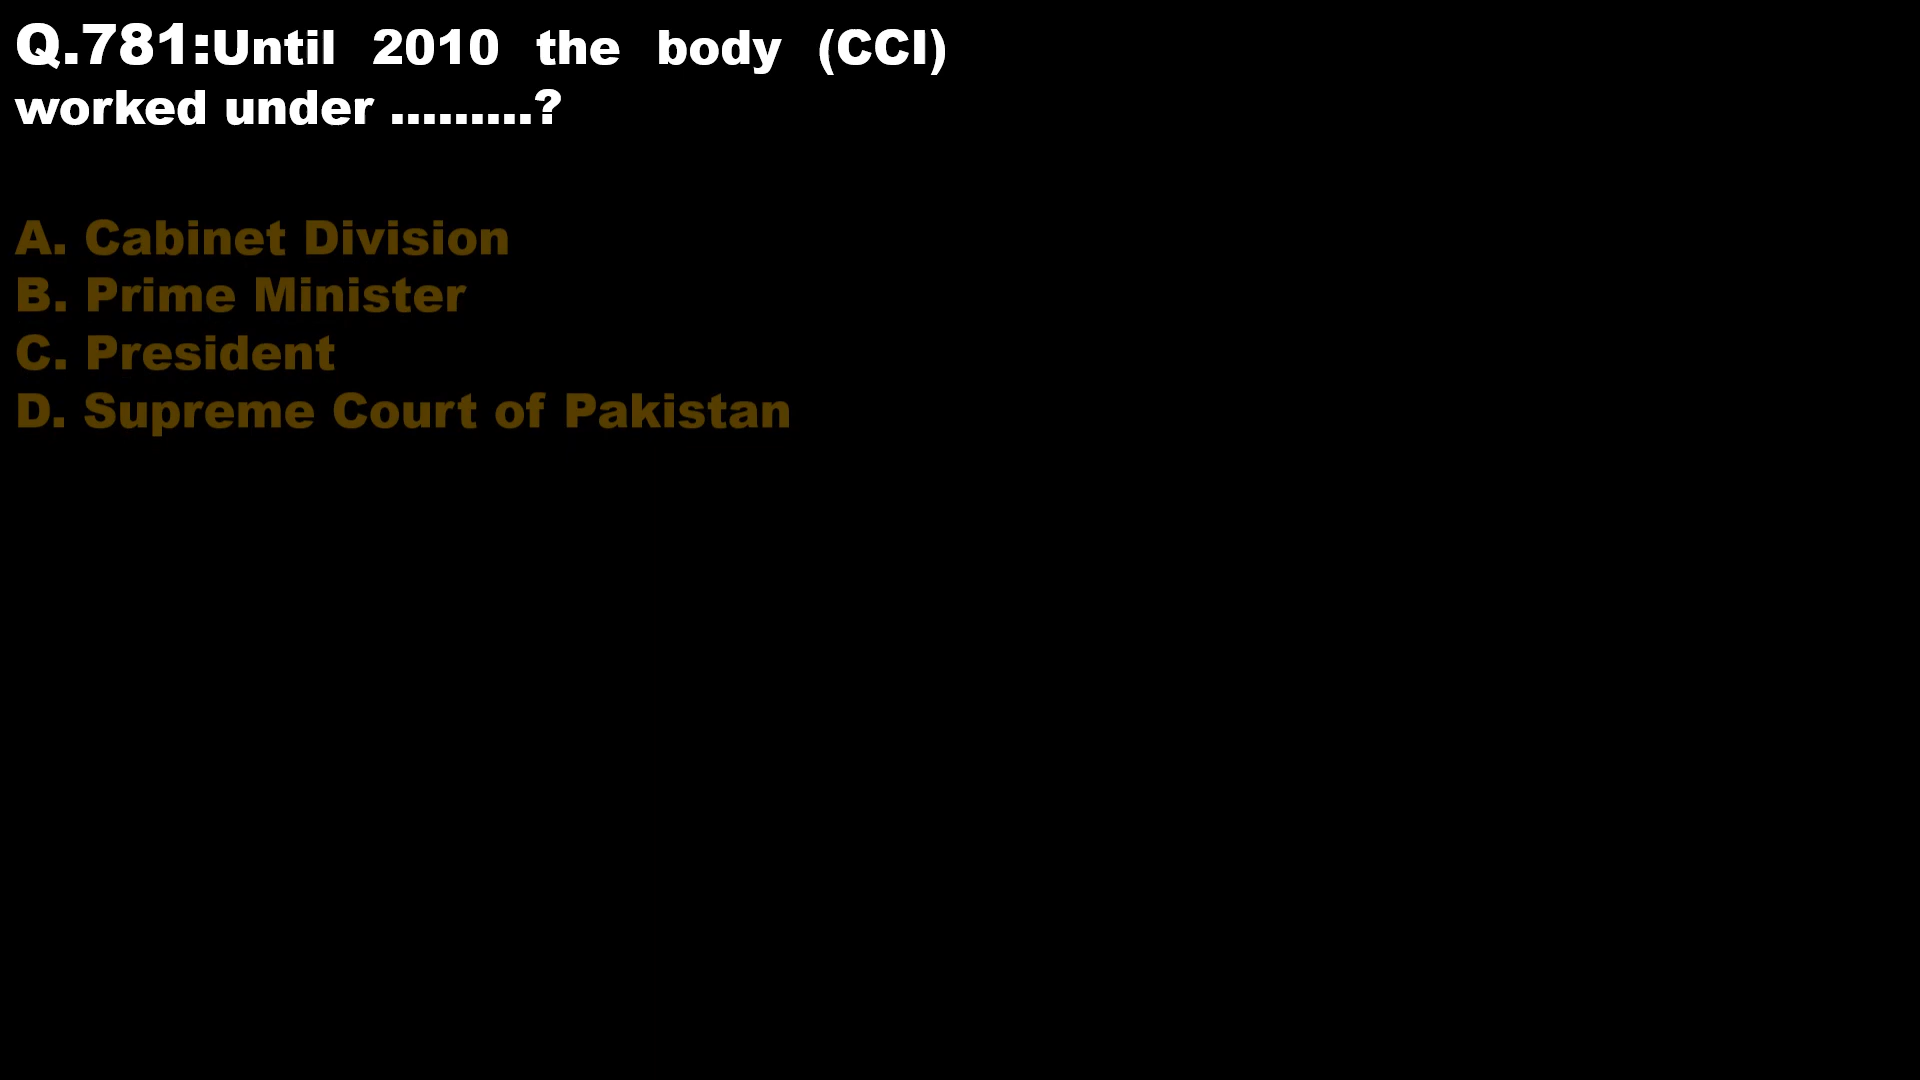 Q.781:Until 2010 the body (CCI)
worked under .........?
A. Cabinet Division
B. Prime Minister
C. President
D. Supreme Court of Pakistan